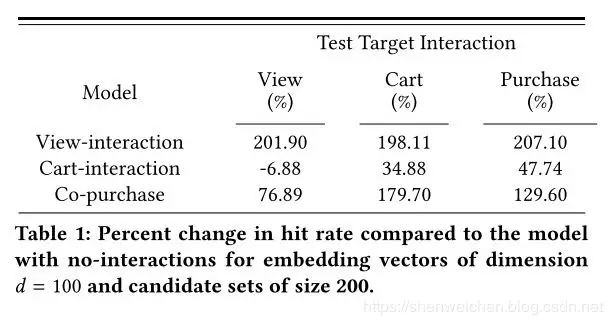 Test Target Interaction
Model View (%) Cart (%) Purchase (%)
View-interaction 201.90 198.11 207.10
Cart-interaction -6.88 34.88 47.74
Co-purchase 76.89 179.70 129.60
Table 1: Percent change in hit rate compared to the model
with no-interactions for embedding vectors of dimension
d = 100 and candidate sets of size 200.
https://shenweichen.blog.csdn.net